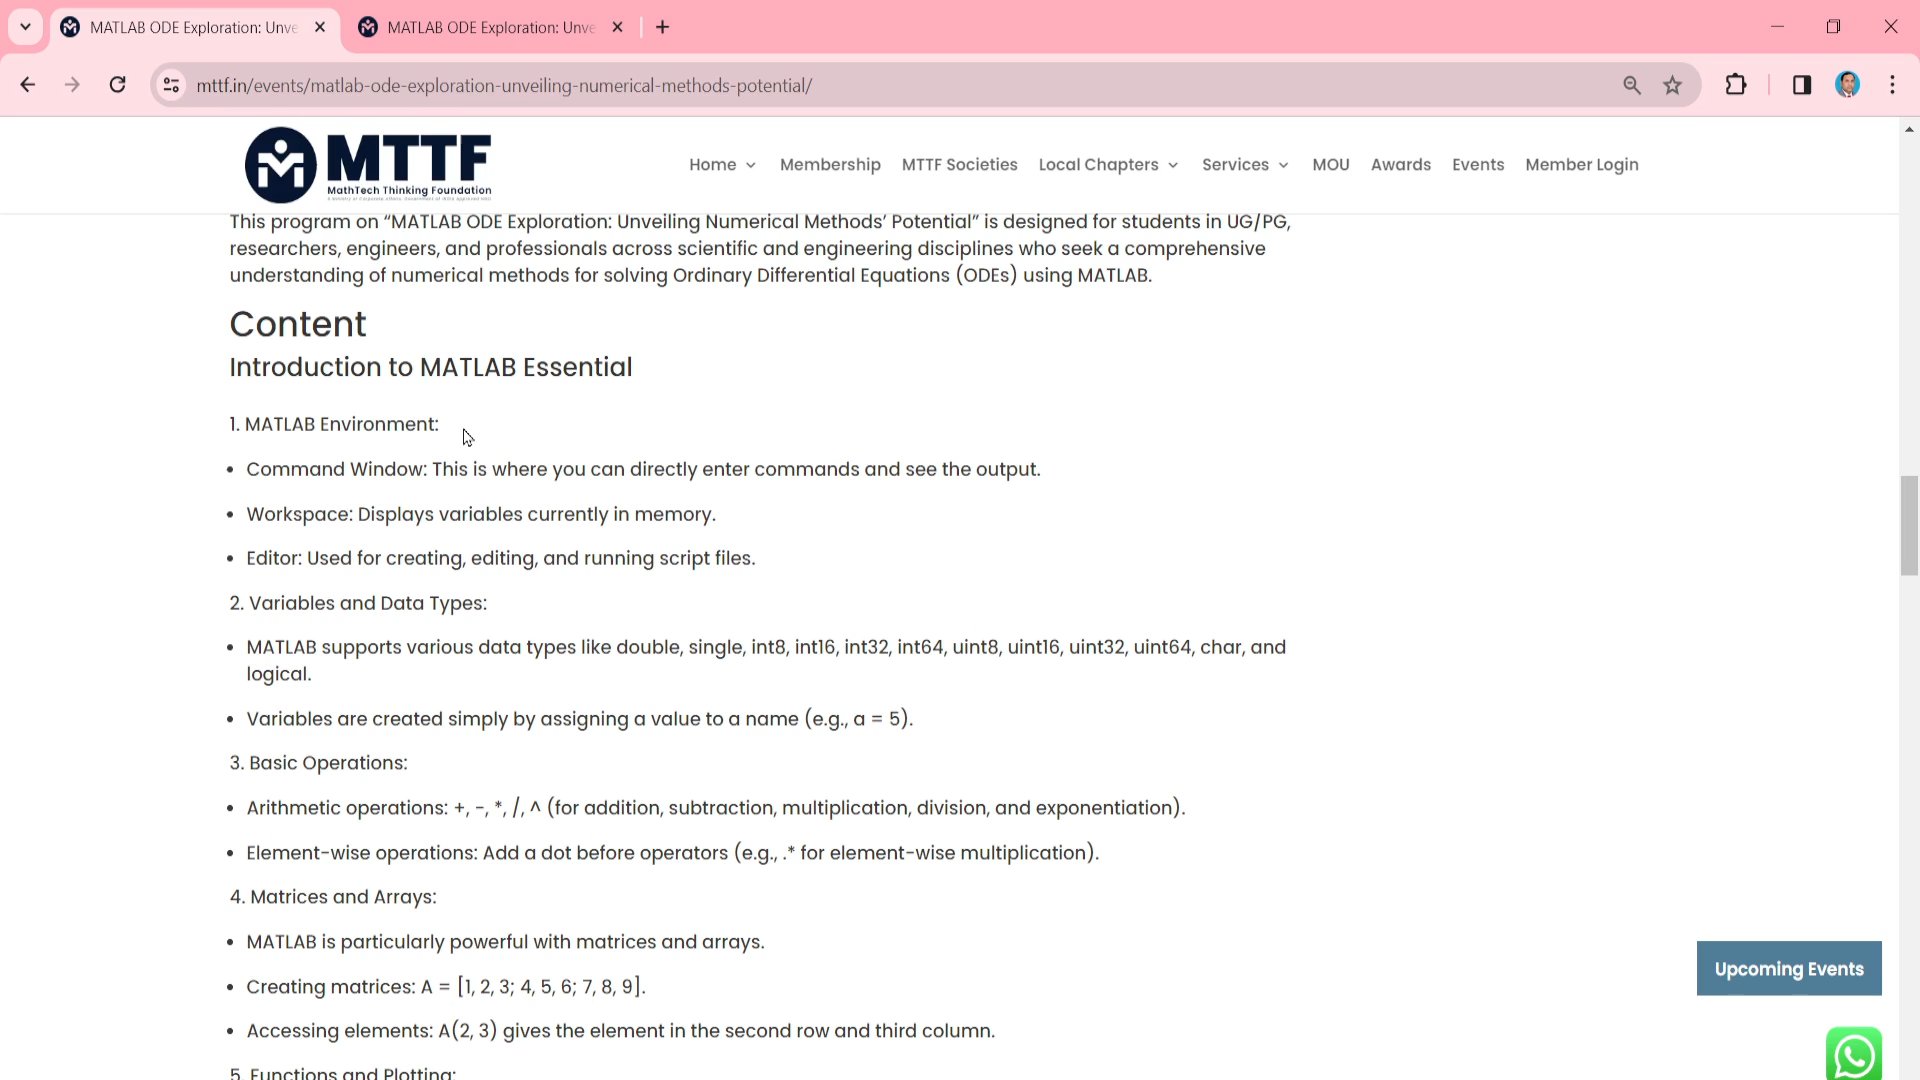 MATLAB ODE Exploration: Unve
MATLAB ODE Exploration: Unve
mttf.in/events/matlab-ode-exploration-unveiling-numerical-methods-potential/
MTTF
MathTech Thinking Foundation
Home
Membership
MTTF Societies
Local Chapters
Services
MOU
Awards
Events
Member Login
This program on “MATLAB ODE Exploration: Unveiling Numerical Methods’ Potential” is designed for students in UG/PG,
researchers, engineers, and professionals across scientific and engineering disciplines who seek a comprehensive
understanding of numerical methods for solving Ordinary Differential Equations (ODEs) using MATLAB.
Content
Introduction to MATLAB Essential
1. MATLAB Environment:
• Command Window: This is where you can directly enter commands and see the output.
• Workspace: Displays variables currently in memory.
• Editor: Used for creating, editing, and running script files.
2. Variables and Data Types:
• MATLAB supports various data types like double, single, int8, int16, int32, int64, uint8, uint16, uint32, uint64, char, and
logical.
• Variables are created simply by assigning a value to a name (e.g., a = 5).
3. Basic Operations:
• Arithmetic operations: +, -, *, /, ^ (for addition, subtraction, multiplication, division, and exponentiation).
• Element-wise operations: Add a dot before operators (e.g., .* for element-wise multiplication).
4. Matrices and Arrays:
• MATLAB is particularly powerful with matrices and arrays.
• Creating matrices: A = [1, 2, 3; 4, 5, 6; 7, 8, 9].
• Accessing elements: A(2, 3) gives the element in the second row and third column.
5. Functions and Plotting:
Upcoming Events